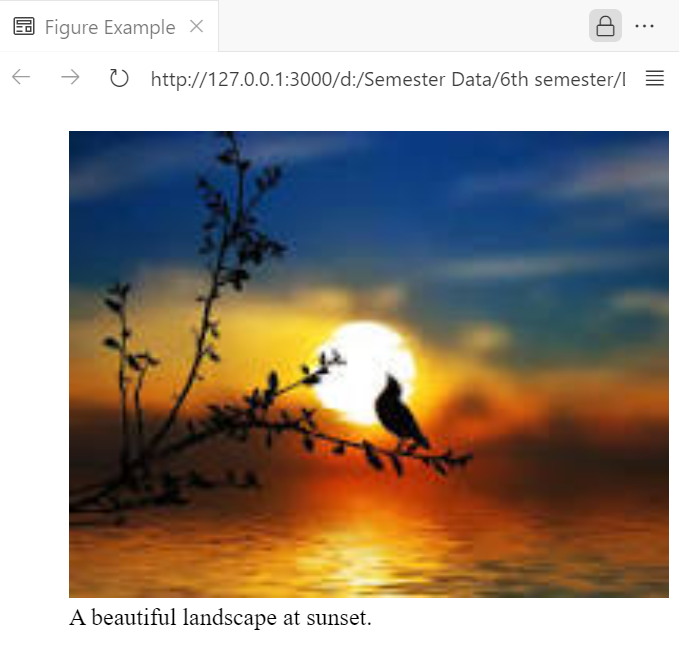 Figure Example
http://127.0.0.1:3000/d:/Semester Data/6th semester/
A beautiful landscape at sunset.